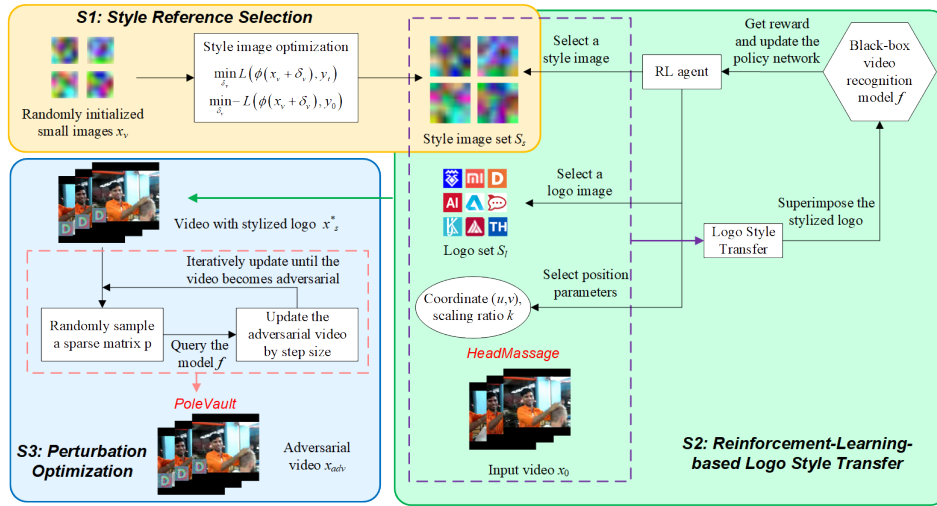 S1: Style Reference Selection
Randomly initialized
small images xᵥ
Style image optimization
min L(ϕ(xᵥ + δᵥ), yₜ)
δᵥ
min − L(ϕ(xᵥ + δᵥ), y₀)
δᵥ
Style image set Sₛ
Select a
style image
RL agent
Get reward
and update the
policy network
Black-box
video
recognition
model f
Select a
logo image
MI
D
AI
TH
Logo set Sₗ
Superimpose the
stylized logo
Logo Style
Transfer
Select position
parameters
Coordinate (u,v),
scaling ratio k
HeadMassage
Input video x₀
S2: Reinforcement-Learning-
based Logo Style Transfer
Video with stylized logo xₛ*
D
Iteratively update until the
video becomes adversarial
Randomly sample
a sparse matrix p
Query the
model f
Update the
adversarial video
by step size
PoleVault
D
Adversarial
video x_adv
S3: Perturbation
Optimization